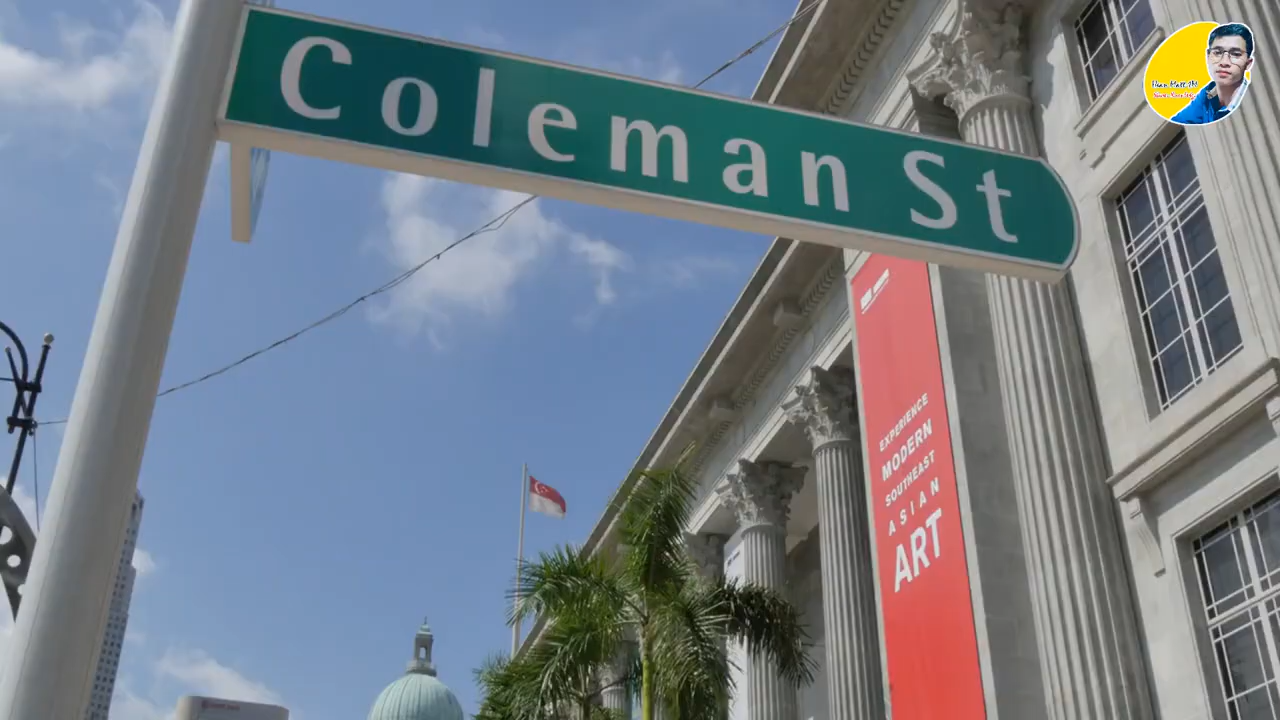 Coleman St
EXPERIENCE
MODERN
SOUTHEAST
ASIAN
ART